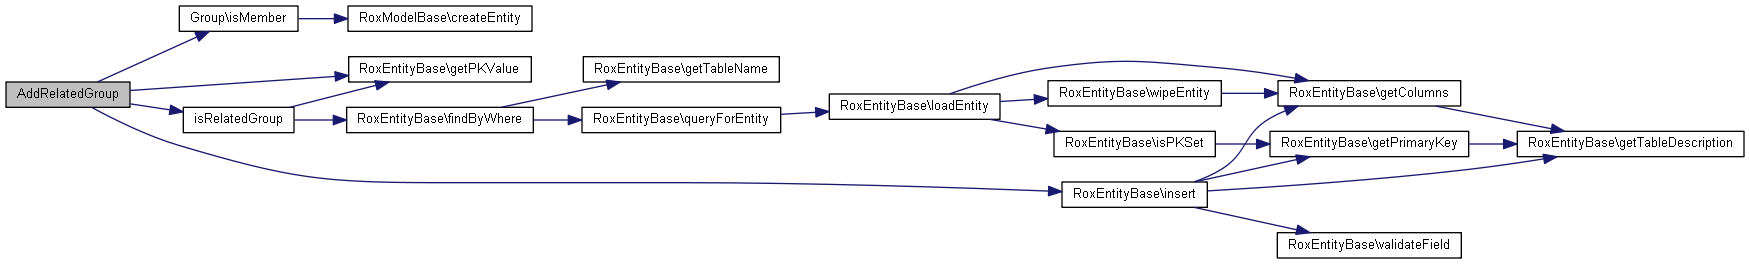 Group\isMember
RoxModelBase\createEntity
RoxEntityBase\getPKValue
RoxEntityBase\getTableName
AddRelatedGroup
isRelatedGroup
RoxEntityBase\findByWhere
RoxEntityBase\queryForEntity
RoxEntityBase\loadEntity
RoxEntityBase\wipeEntity
RoxEntityBase\getColumns
RoxEntityBase\isPKSet
RoxEntityBase\getPrimaryKey
RoxEntityBase\getTableDescription
RoxEntityBase\insert
RoxEntityBase\validateField